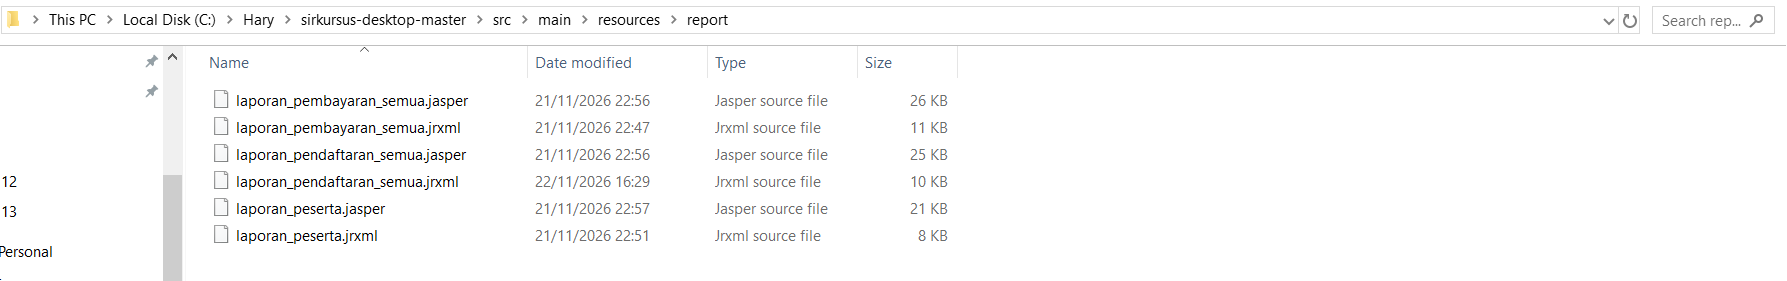 This PC > Local Disk (C:) > Hary > sirkursus-desktop-master > src > main > resources > report
Search rep...
Name Date modified Type Size
laporan_pembayaran_semua.jasper 21/11/2026 22:56 Jasper source file 26 KB
laporan_pembayaran_semua.jrxml 21/11/2026 22:47 Jrxml source file 11 KB
laporan_pendaftaran_semua.jasper 21/11/2026 22:56 Jasper source file 25 KB
12
laporan_pendaftaran_semua.jrxml 22/11/2026 16:29 Jrxml source file 10 KB
13
laporan_peserta.jasper 21/11/2026 22:57 Jasper source file 21 KB
laporan_peserta.jrxml 21/11/2026 22:51 Jrxml source file 8 KB
Personal